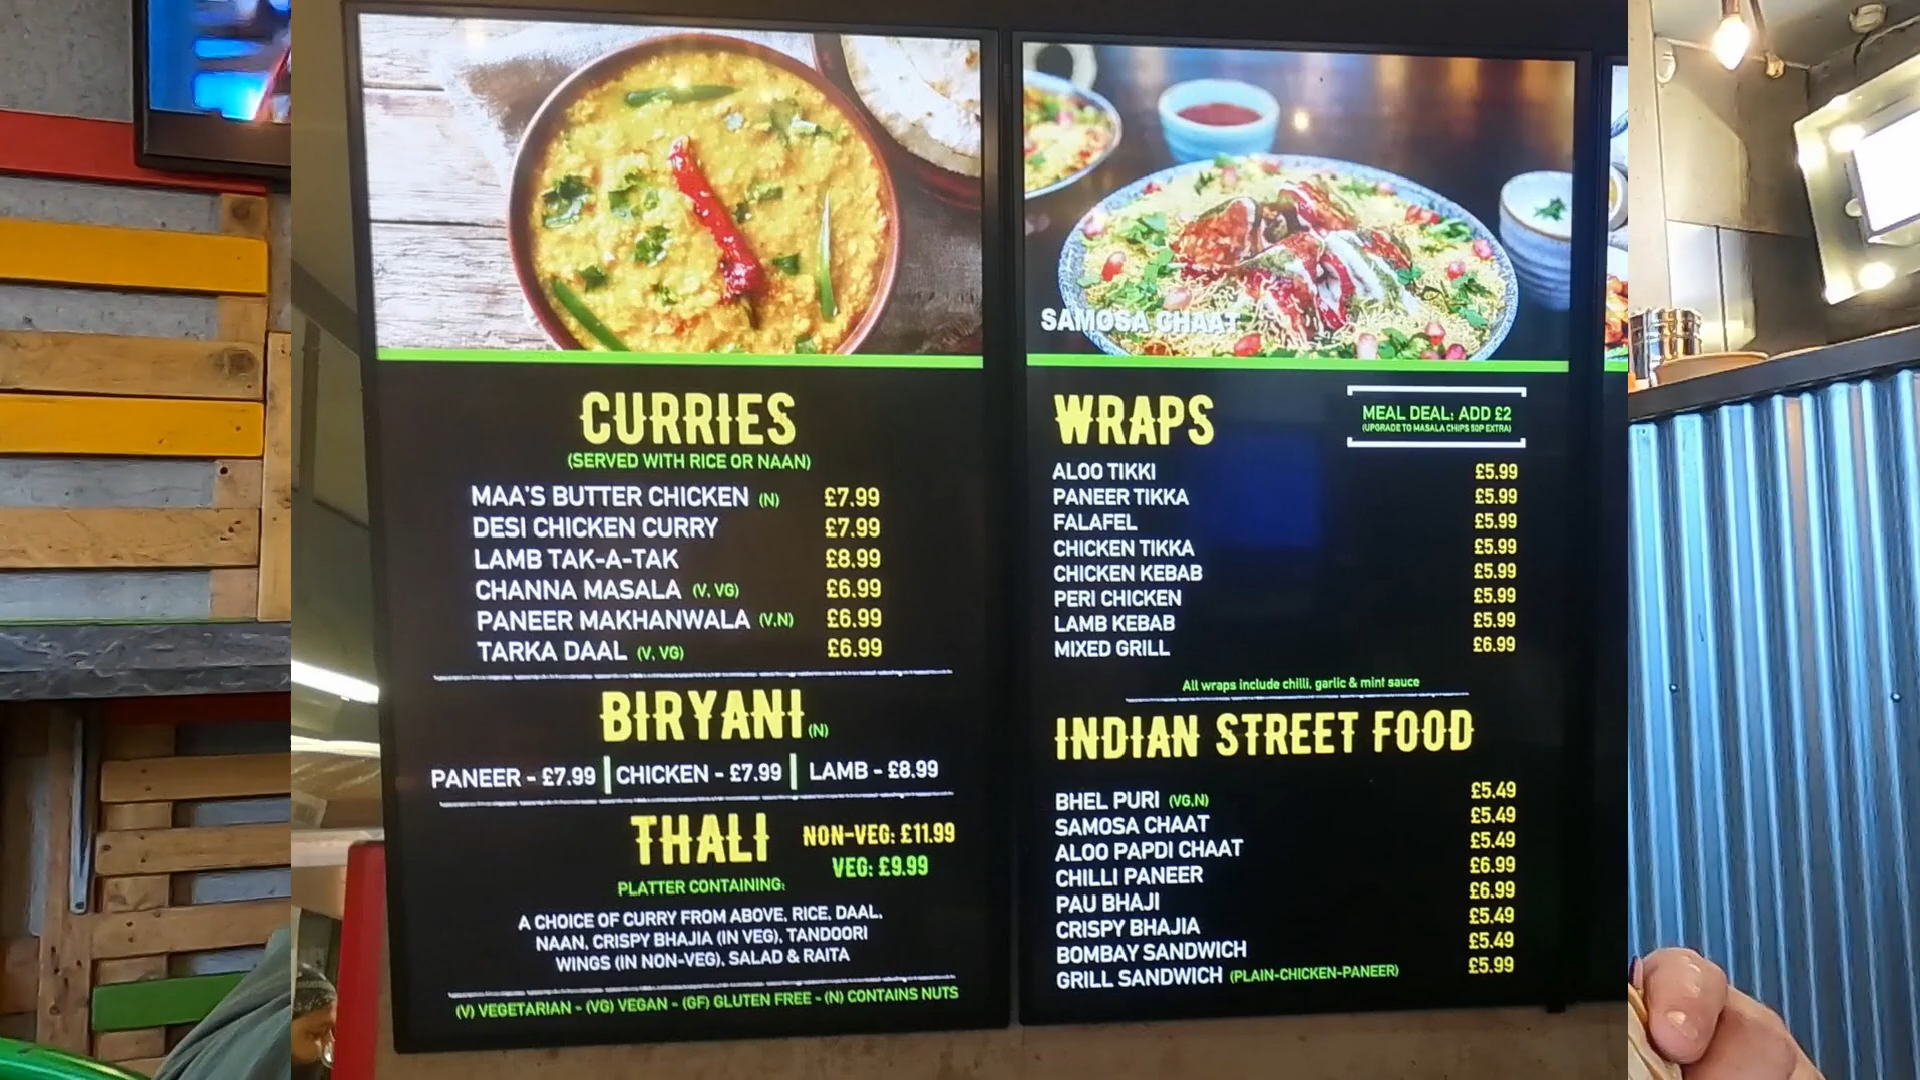 CURRIES
(SERVED WITH RICE OR NAAN)
MAA'S BUTTER CHICKEN (N) £7.99
DESI CHICKEN CURRY £7.99
LAMB TAK-A-TAK £8.99
CHANNA MASALA (V, VG) £6.99
PANEER MAKHANWALA (V,N) £6.99
TARKA DAAL (V, VG) £6.99
BIRYANI (N)
PANEER - £7.99 | CHICKEN - £7.99 | LAMB - £8.99
THALI NON-VEG: £11.99
VEG: £9.99
PLATTER CONTAINING:
A CHOICE OF CURRY FROM ABOVE, RICE, DAAL,
NAAN, CRISPY BHAJIA (IN VEG), TANDOORI
WINGS (IN NON-VEG), SALAD & RAITA
(V) VEGETARIAN - (VG) VEGAN - (GF) GLUTEN FREE - (N) CONTAINS NUTS
SAMOSA CHAAT
WRAPS
MEAL DEAL: ADD £2
(UPGRADE TO MASALA CHIPS 50P EXTRA)
ALOO TIKKI £5.99
PANEER TIKKA £5.99
FALAFEL £5.99
CHICKEN TIKKA £5.99
CHICKEN KEBAB £5.99
PERI CHICKEN £5.99
LAMB KEBAB £5.99
MIXED GRILL £6.99
All wraps include chilli, garlic & mint sauce
INDIAN STREET FOOD
BHEL PURI (VG,N) £5.49
SAMOSA CHAAT £5.49
ALOO PAPDI CHAAT £5.49
CHILLI PANEER £6.99
PAU BHAJI £6.99
CRISPY BHAJIA £5.49
BOMBAY SANDWICH £5.49
GRILL SANDWICH (PLAIN-CHICKEN-PANEER) £5.99